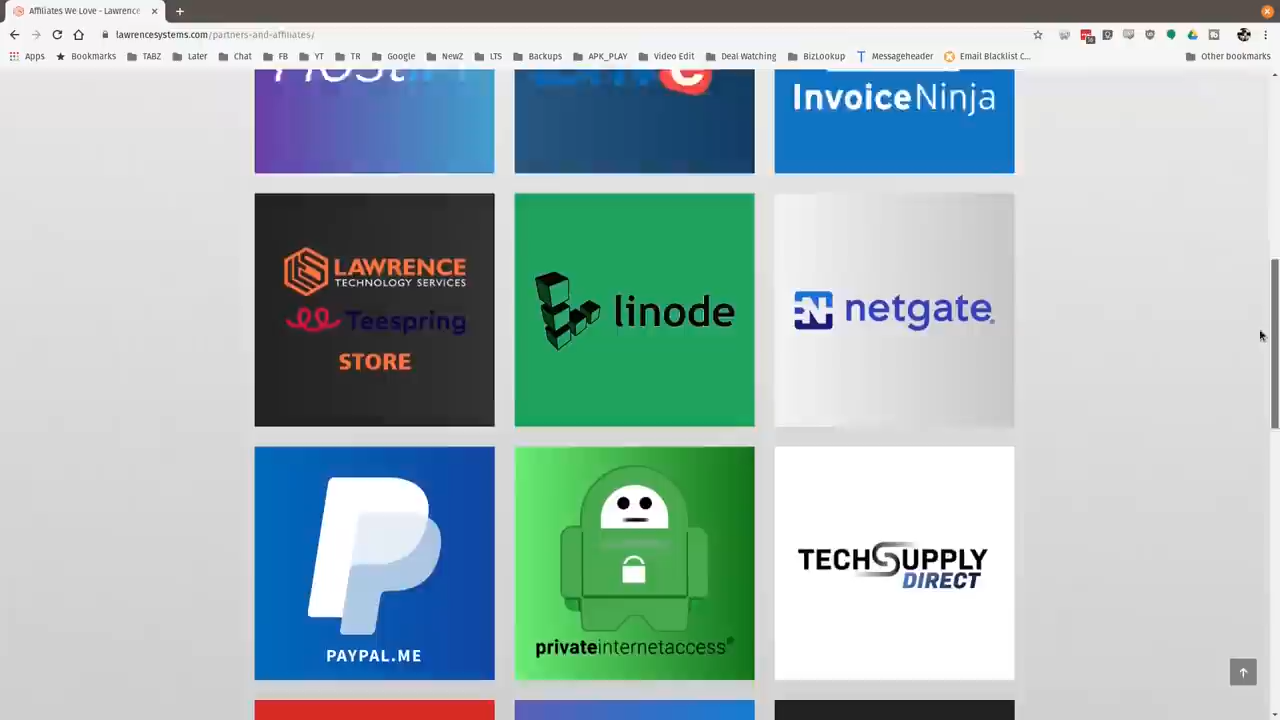 Affiliates We Love - Lawrence
lawrencesystems.com/partners-and-affiliates/
Apps Bookmarks TABZ Later Chat FB YT TR Google NewZ LTS Backups APK_PLAY Video Edit Deal Watching BizLookup Messageheader Email Blacklist C... Other bookmarks
InvoiceNinja
LAWRENCE
TECHNOLOGY SERVICES
Teespring
STORE
linode
netgate
PAYPAL.ME
privateinternetaccess®
TECHSUPPLY
DIRECT